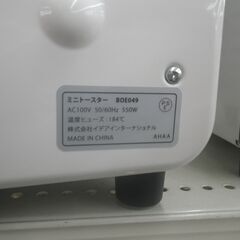 ミニトースター BOE049
AC100V 50/60Hz 550W
温度ヒューズ：184℃
株式会社イデアインターナショナル
MADE IN CHINA AHAA